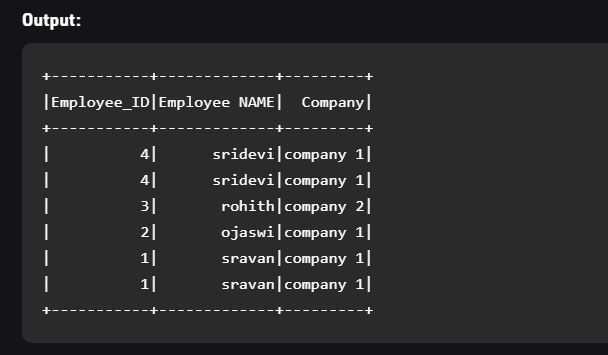 Output:
+-----------+-------------+---------+
|Employee_ID|Employee NAME|  Company|
+-----------+-------------+---------+
|          4|      sridevi|company 1|
|          4|      sridevi|company 1|
|          3|       rohith|company 2|
|          2|       ojaswi|company 1|
|          1|       sravan|company 1|
|          1|       sravan|company 1|
+-----------+-------------+---------+